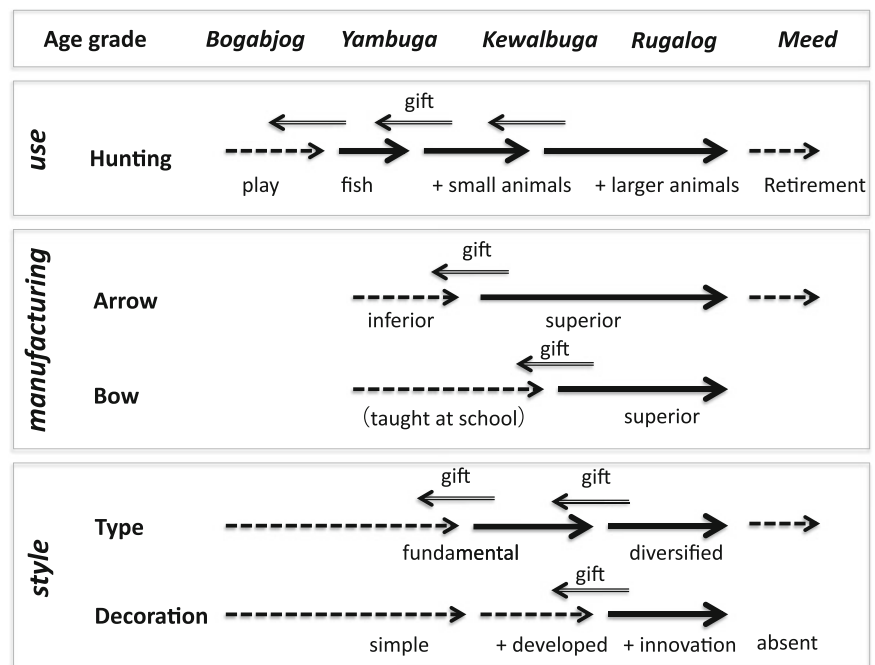 Age grade Bogabjog Yambuga Kewalbuga Rugalog Meed
use
gift
Hunting
play fish + small animals + larger animals Retirement
manufacturing
gift
Arrow
inferior superior
gift
Bow
(taught at school) superior
style
gift gift
Type
fundamental diversified
gift
Decoration
simple + developed + innovation absent